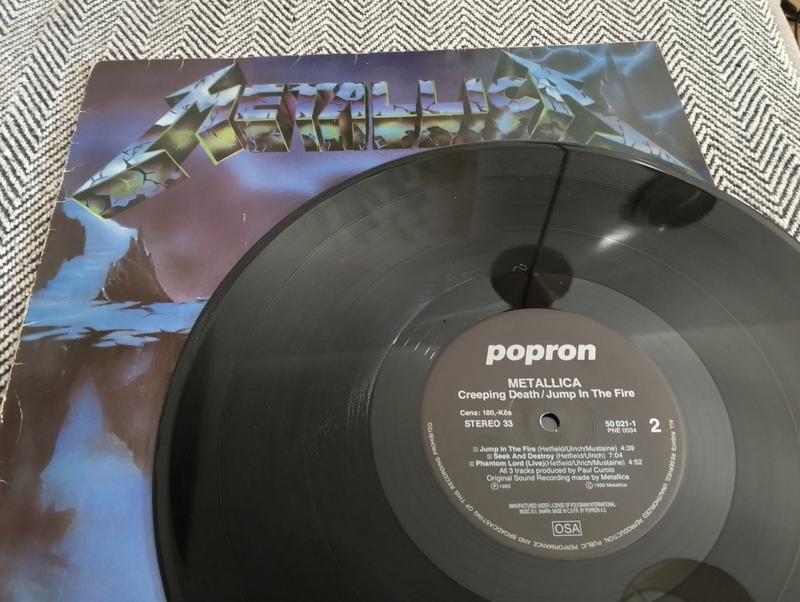 METALLICA
popron
METALLICA
Creeping Death/Jump In The Fire
Cena: 180,-Kčs
STEREO 33
50 021-1
PNE 0034
2
Jump In The Fire (Hetfield/Ulrich/Mustaine) 4:39
Seek And Destroy (Hetfield/Ulrich) 7:04
Phantom Lord (Live)(Hetfield/Ulrich/Mustaine) 4:52
All 3 tracks produced by Paul Curcio
Original Sound Recording made by Metallica
Ⓟ 1983
Ⓒ 1990 Metallica
MANUFACTURED UNDER LICENSE OF POLYGRAM INTERNATIONAL
MUSIC B.V., BAARN, MADE IN C.S.F.R. BY POPRON A.S.
OSA
ALL RIGHTS RESERVED. UNAUTHORIZED REPRODUCTION, PUBLIC PERFORMANCE AND BROADCASTING OF THIS RECORDING PROHIBITED